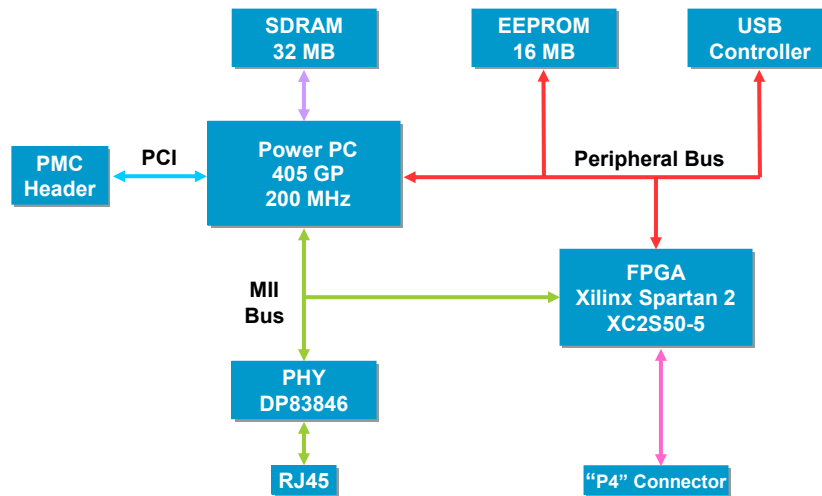 SDRAM
32 MB
EEPROM
16 MB
USB
Controller
PMC
Header
PCI
Power PC
405 GP
200 MHz
Peripheral Bus
MII
Bus
FPGA
Xilinx Spartan 2
XC2S50-5
PHY
DP83846
RJ45
“P4” Connector